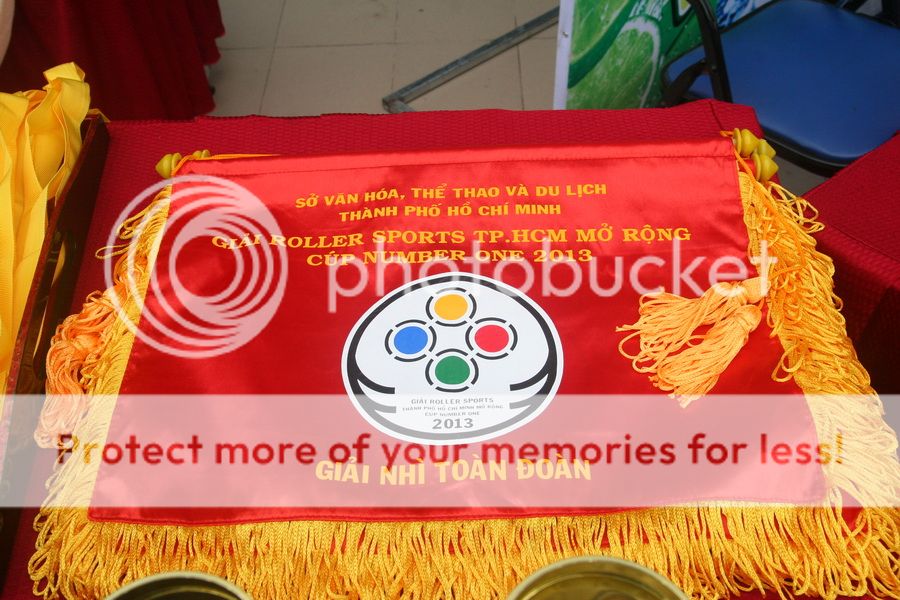 SỞ VĂN HÓA, THỂ THAO VÀ DU LỊCH
THÀNH PHỐ HỒ CHÍ MINH
GIẢI ROLLER SPORTS TP.HCM MỞ RỘNG
CÚP NUMBER ONE 2013
photobucket
GIẢI ROLLER SPORTS
THÀNH PHỐ HỒ CHÍ MINH MỞ RỘNG
CÚP NUMBER ONE
2013
Protect more of your memories for less!
GIẢI NHÌ TOÀN ĐOÀN